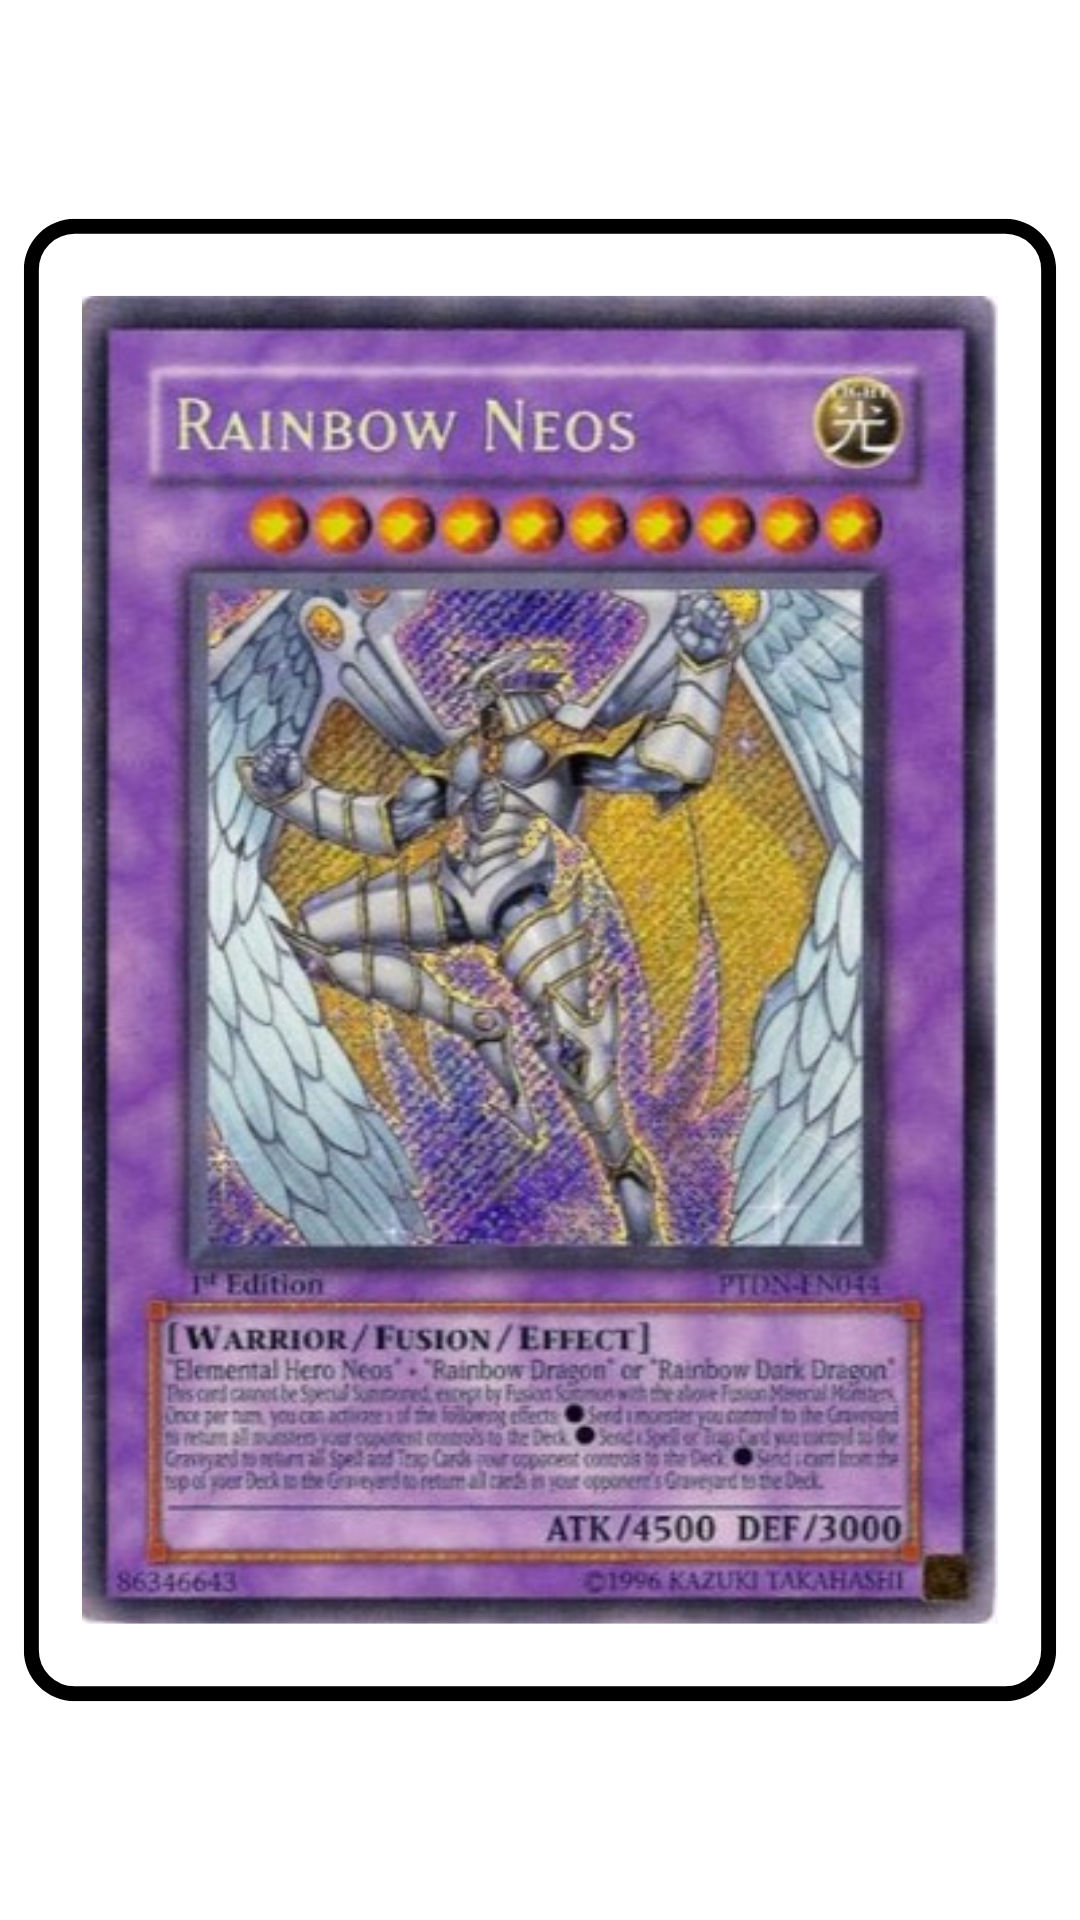 RAINBOW NEOS
LIGHT
光
1st Edition
PTDN-EN044
[WARRIOR/FUSION/EFFECT]
"Elemental Hero Neos" + "Rainbow Dragon" or "Rainbow Dark Dragon"
This card cannot be Special Summoned, except by Fusion Summon with the above Fusion Material Monsters.
Once per turn, you can activate 1 of the following effects: ● Send 1 monster you control to the Graveyard
to return all monsters your opponent controls to the Deck. ● Send 1 Spell or Trap Card you control to the
Graveyard to return all Spell and Trap Cards your opponent controls to the Deck. ● Send 1 card from the
top of your Deck to the Graveyard to return all cards in your opponent's Graveyard to the Deck.
ATK/4500 DEF/3000
86346643
©1996 KAZUKI TAKAHASHI